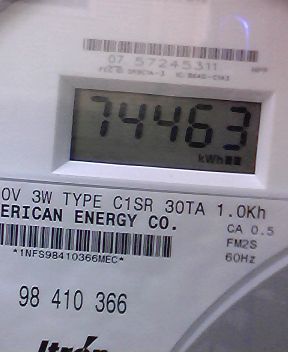 07 57245311
74463
kWh
0V 3W TYPE C1SR 30TA 1.0Kh
ERICAN ENERGY CO. CA 0.5
FM2S
*1NFS98410366MEC* 60Hz
98 410 366
Itrón